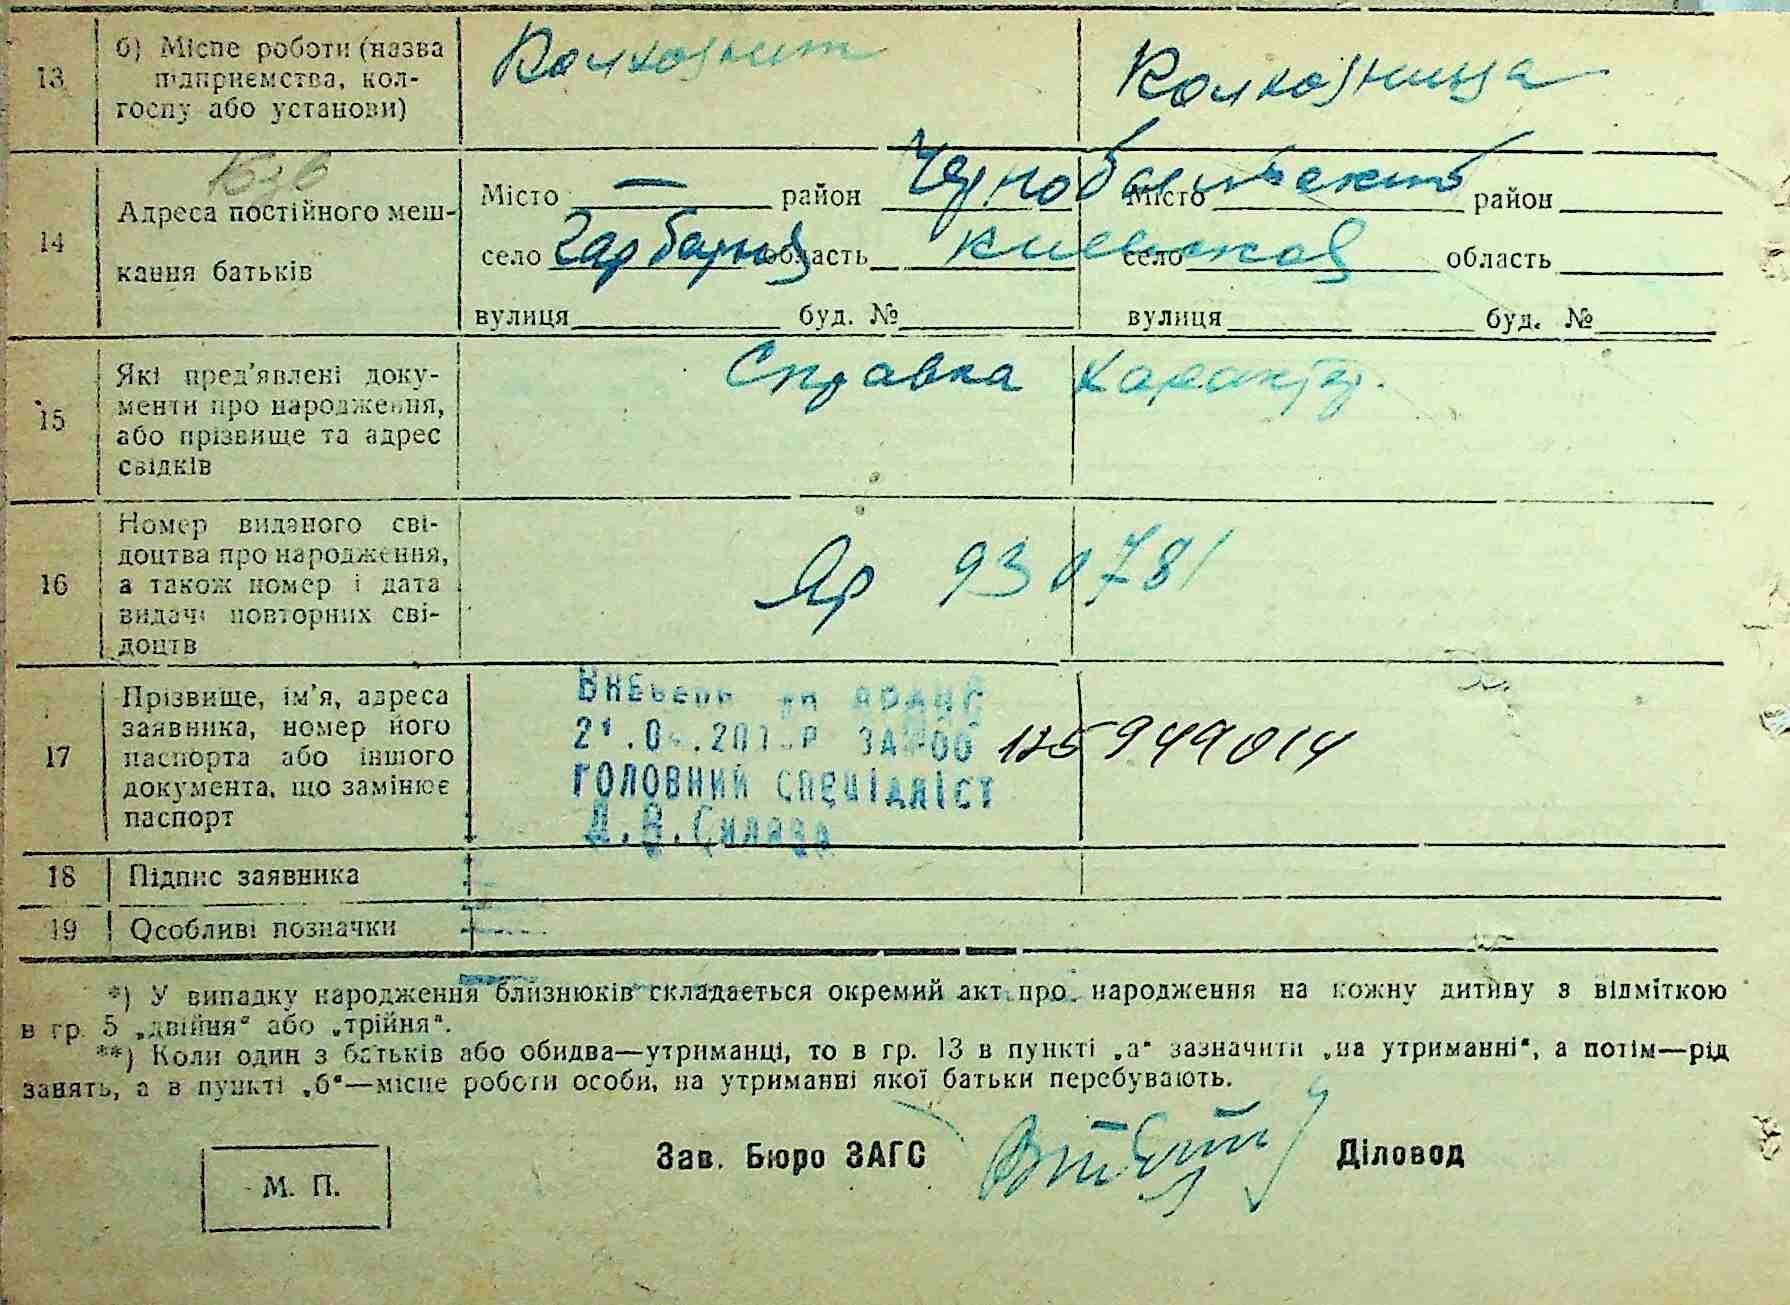 13
б) Місце роботи (назва
підприємства, кол-
госпу або установи)
Колхозник
Колхозница
14
Адреса постійного меш-
кання батьків
Місто — район Чорнобаївський Місто район
село область Киевская село область
вулиця буд. № вулиця буд. №
15
Які пред'явлені доку-
менти про народження,
або прізвище та адрес
свідків
Справка
16
Номер виданого сві-
доцтва про народження,
а також номер і дата
видачі повторних сві-
доцтв
Яр 930781
17
Прізвище, ім'я, адреса
заявника, номер його
паспорта або іншого
документа, що замінює
паспорт
ГОЛОВНИЙ СПЕЦІАЛІСТ
949014
18 Підпис заявника
19 Особливі позначки
*) У випадку народження близнюків складається окремий акт про народження на кожну дитину з відміткою
в гр. 5 „двійня“ або „трійня“.
**) Коли один з батьків або обидва—утриманці, то в гр. 13 в пункті „а“ зазначити „на утриманні“, а потім—рід
занять, а в пункті „б“—місце роботи особи, на утриманні якої батьки перебувають.
Зав. Бюро ЗАГС Діловод
М. П.